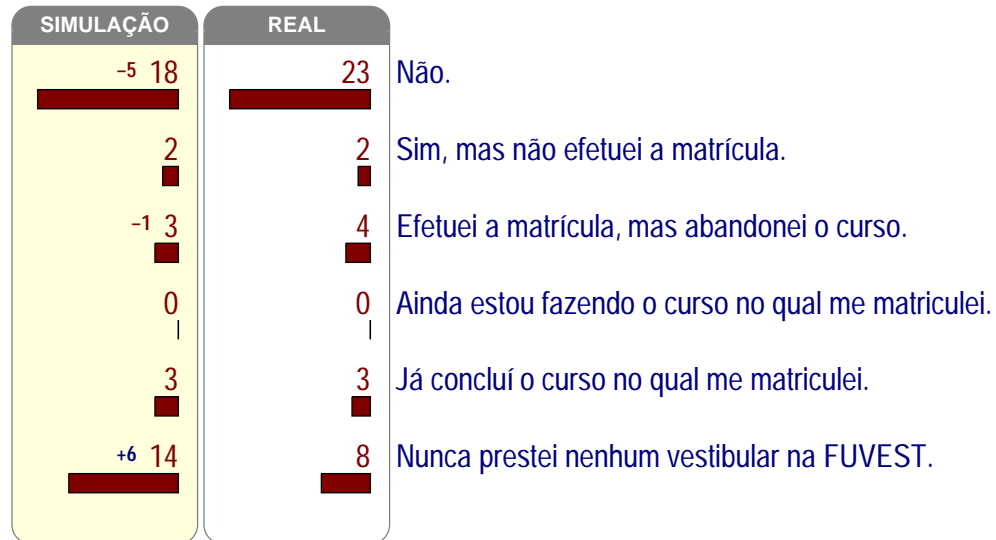 SIMULAÇÃO REAL
–5 18 23 Não.
2 2 Sim, mas não efetuei a matrícula.
–1 3 4 Efetuei a matrícula, mas abandonei o curso.
0 0 Ainda estou fazendo o curso no qual me matriculei.
3 3 Já concluí o curso no qual me matriculei.
+6 14 8 Nunca prestei nenhum vestibular na FUVEST.